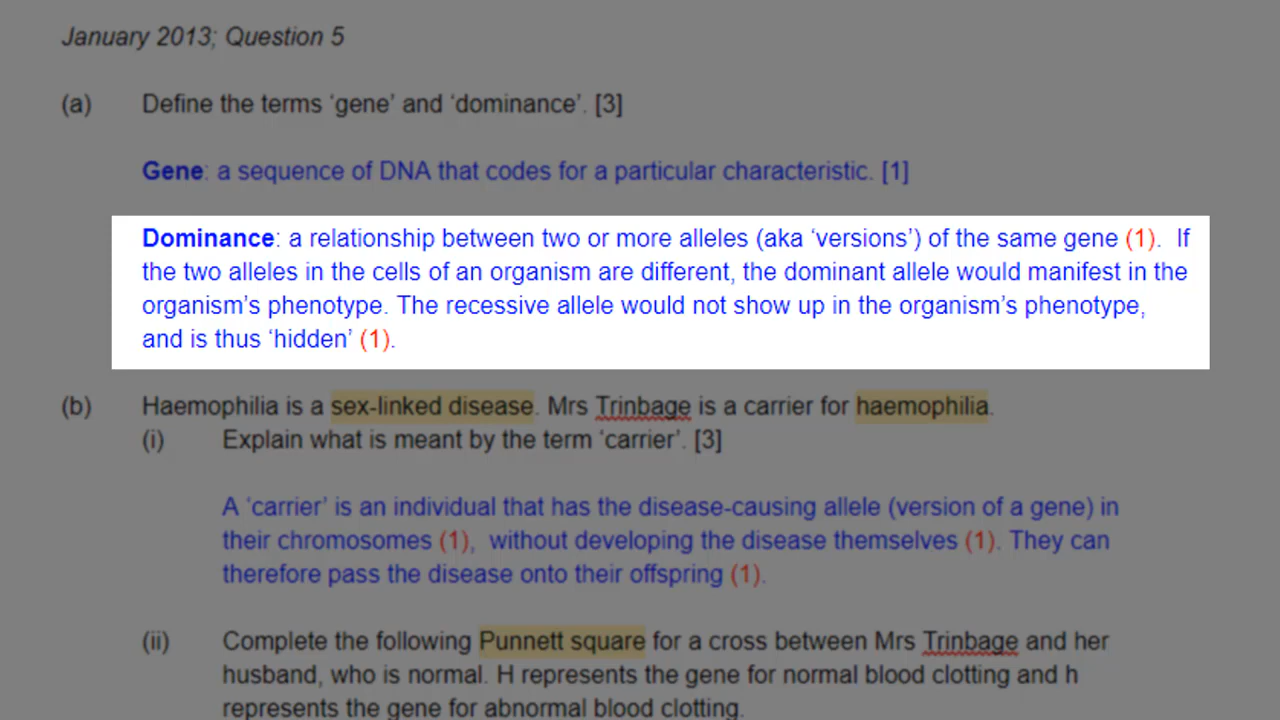 January 2013; Question 5
(a) Define the terms ‘gene’ and ‘dominance’. [3]
Gene: a sequence of DNA that codes for a particular characteristic. [1]
Dominance: a relationship between two or more alleles (aka ‘versions’) of the same gene (1). If
the two alleles in the cells of an organism are different, the dominant allele would manifest in the
organism’s phenotype. The recessive allele would not show up in the organism’s phenotype,
and is thus ‘hidden’ (1).
(b) Haemophilia is a sex-linked disease. Mrs Trinbage is a carrier for haemophilia.
(i) Explain what is meant by the term ‘carrier’. [3]
A ‘carrier’ is an individual that has the disease-causing allele (version of a gene) in
their chromosomes (1), without developing the disease themselves (1). They can
therefore pass the disease onto their offspring (1).
(ii) Complete the following Punnett square for a cross between Mrs Trinbage and her
husband, who is normal. H represents the gene for normal blood clotting and h
represents the gene for abnormal blood clotting.